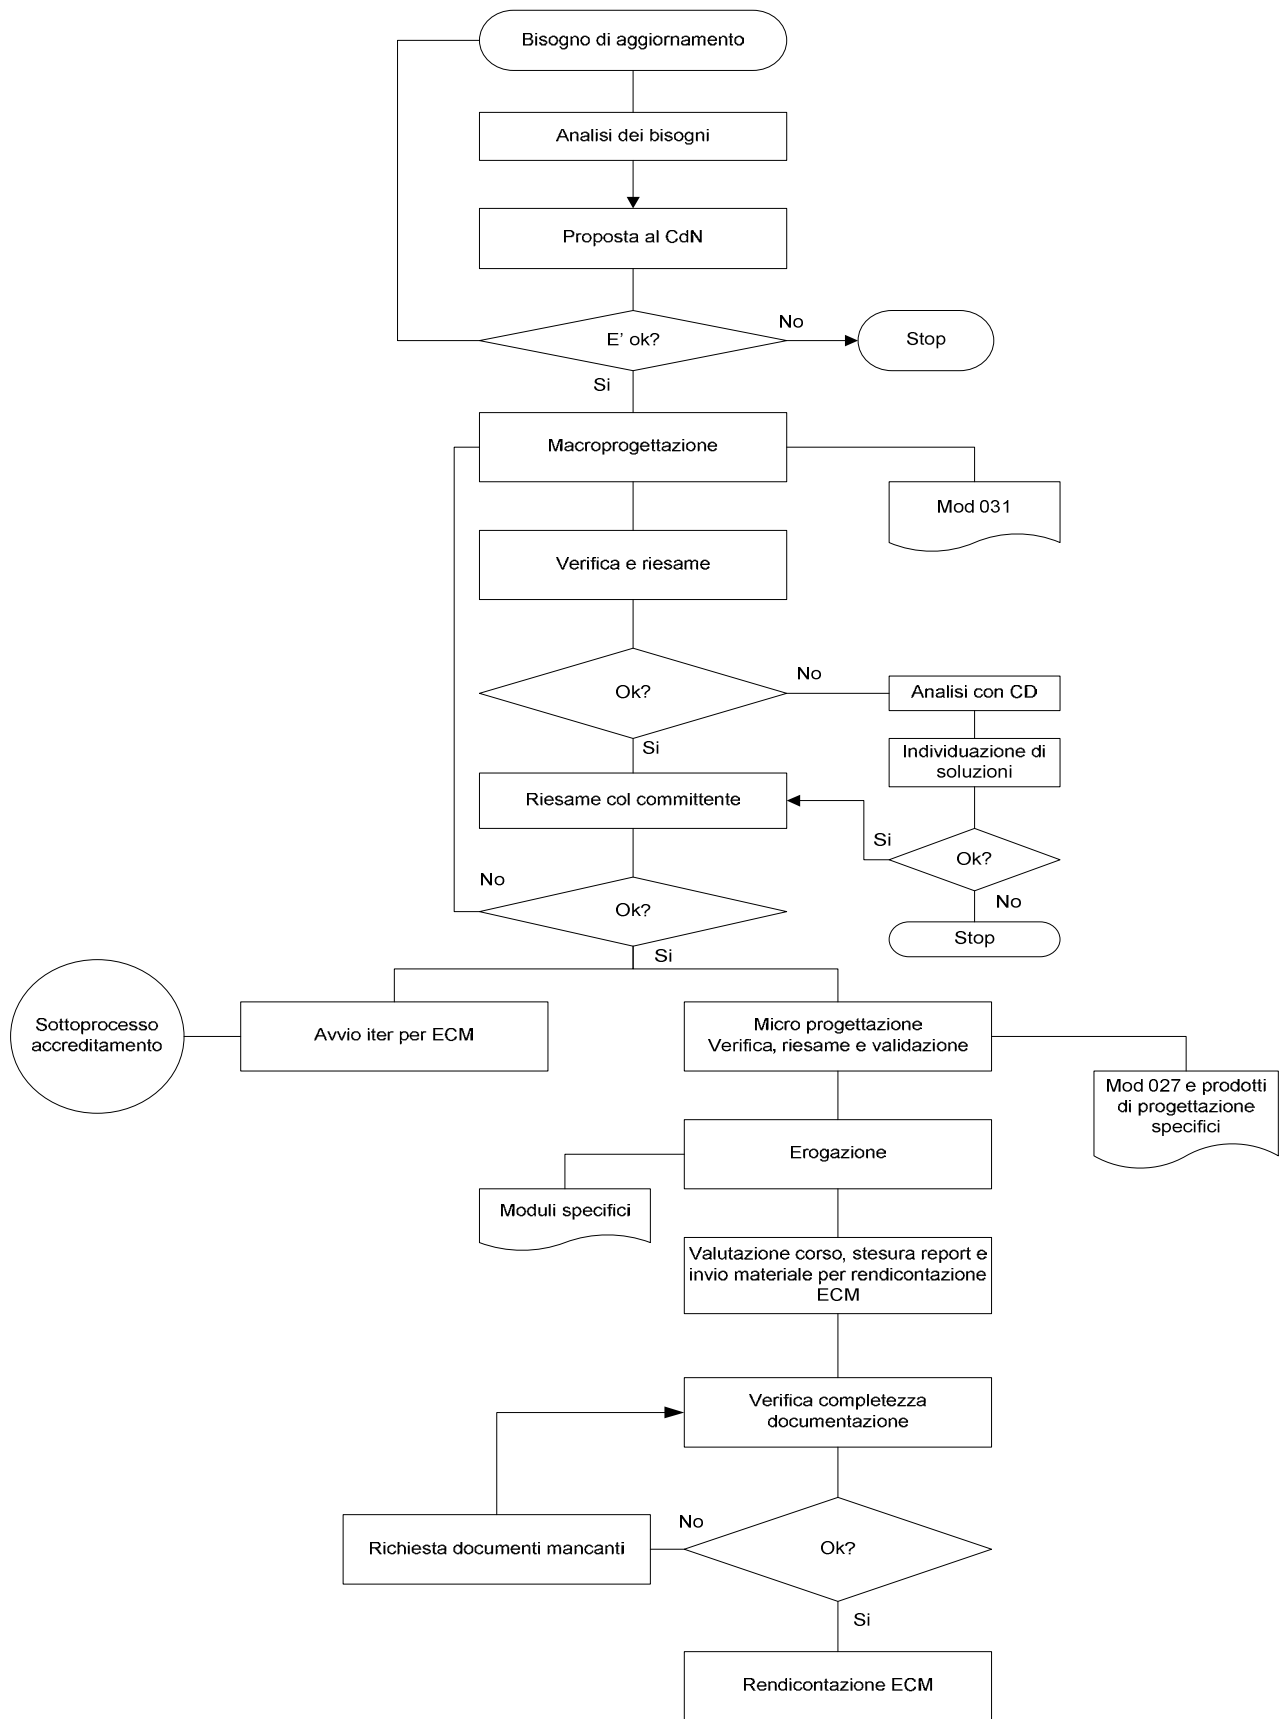 Bisogno di aggiornamento
Analisi dei bisogni
Proposta al CdN
E' ok?
No
Stop
Si
Macroprogettazione
Mod 031
Verifica e riesame
Ok?
No
Analisi con CD
Si
Individuazione di
soluzioni
Riesame col committente
Si
Ok?
No
Stop
No
Ok?
Si
Sottoprocesso
accreditamento
Avvio iter per ECM
Micro progettazione
Verifica, riesame e validazione
Mod 027 e prodotti
di progettazione
specifici
Erogazione
Moduli specifici
Valutazione corso, stesura report e
invio materiale per rendicontazione
ECM
Verifica completezza
documentazione
Richiesta documenti mancanti
No
Ok?
Si
Rendicontazione ECM